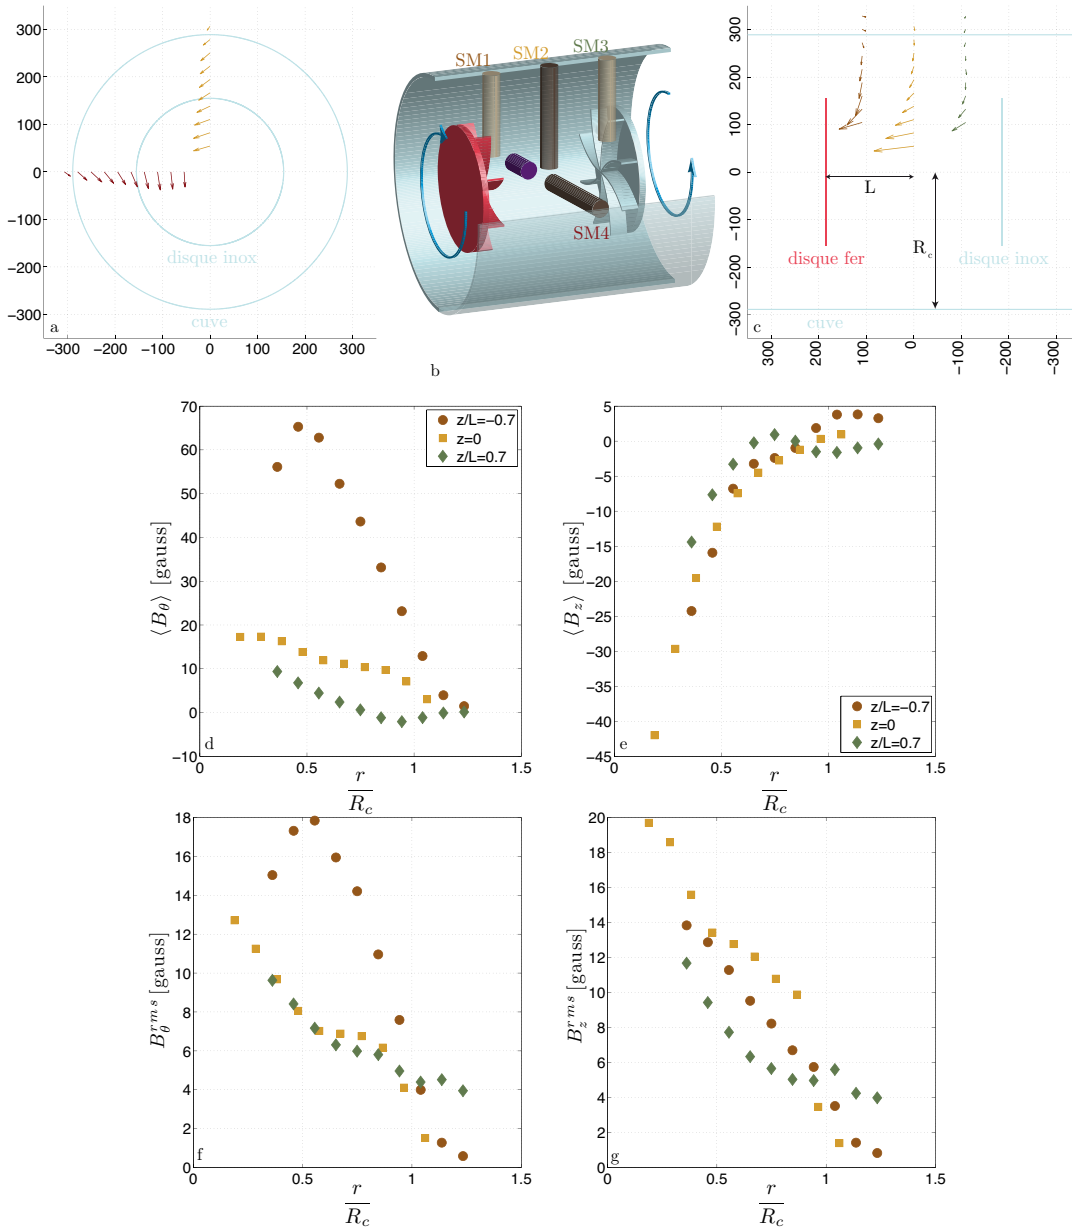 300
200
100
0
−100
−200
−300
−300 −200 −100 0 100 200 300
disque inox
cuve
a
SM1
SM2
SM3
SM4
b
300
200
100
0
−100
−200
−300
300 200 100 0 -100 -200 -300
L
R_c
disque fer
disque inox
cuve
c
70
60
50
40
30
20
10
0
−10
0 0.5 1 1.5
z/L=−0.7
z=0
z/L=0.7
⟨B_θ⟩ [gauss]
r/R_c
d
5
0
−5
−10
−15
−20
−25
−30
−35
−40
−45
0 0.5 1 1.5
z/L=−0.7
z=0
z/L=0.7
⟨B_z⟩ [gauss]
r/R_c
e
18
16
14
12
10
8
6
4
2
0
0 0.5 1 1.5
B_θ^{rms} [gauss]
r/R_c
f
20
18
16
14
12
10
8
6
4
2
0
0 0.5 1 1.5
B_z^{rms} [gauss]
r/R_c
g